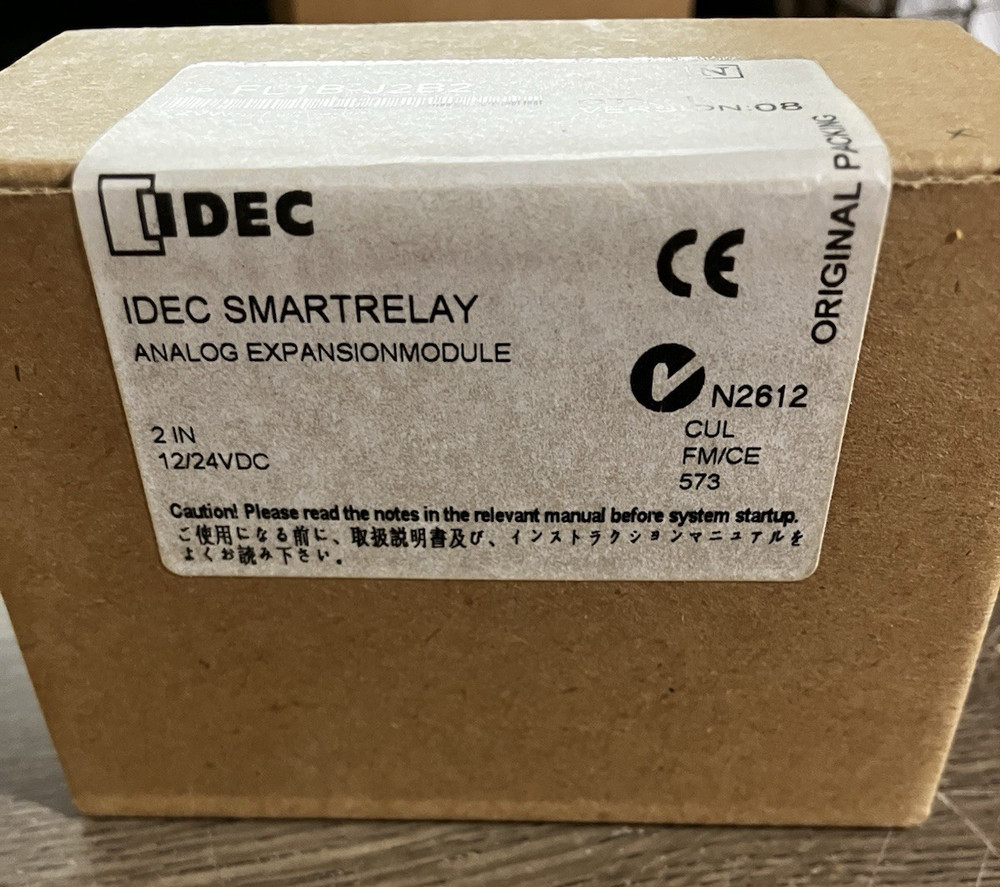 FL1B-J2B2
VERSION:08
ORIGINAL PACKING
IDEC
CE
IDEC SMARTRELAY
ANALOG EXPANSIONMODULE
N2612
2 IN
12/24VDC
CUL
FM/CE
573
Caution! Please read the notes in the relevant manual before system startup.
ご使用になる前に、取扱説明書及び、インストラクションマニュアルを
よくお読み下さい。